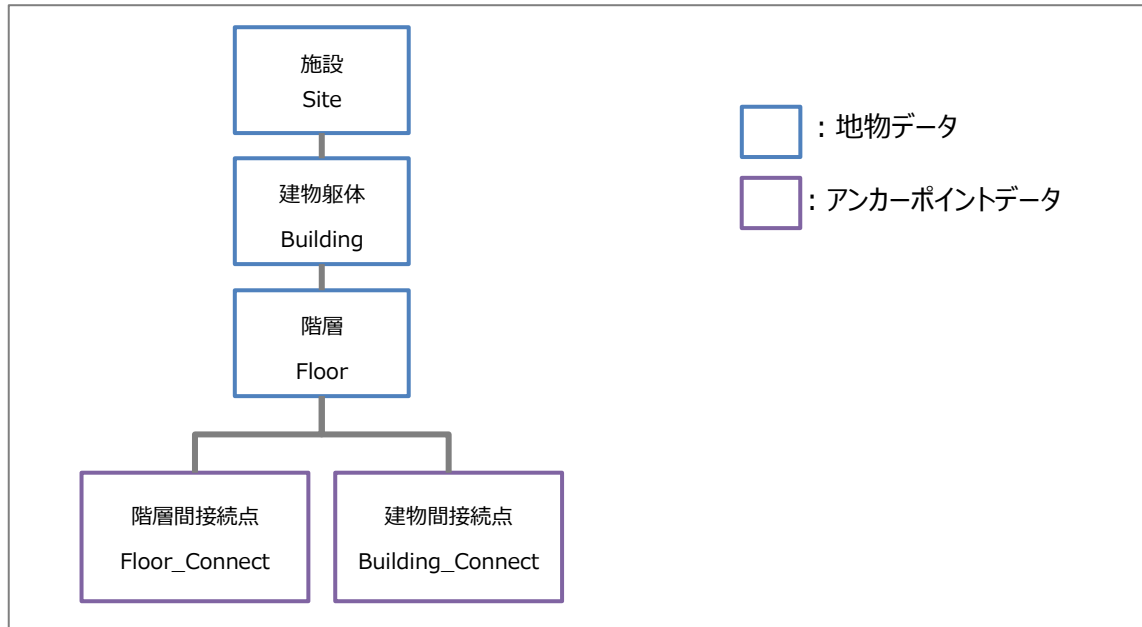 施設
Site
建物躯体
Building
階層
Floor
階層間接続点
Floor_Connect
建物間接続点
Building_Connect
：地物データ
：アンカーポイントデータ